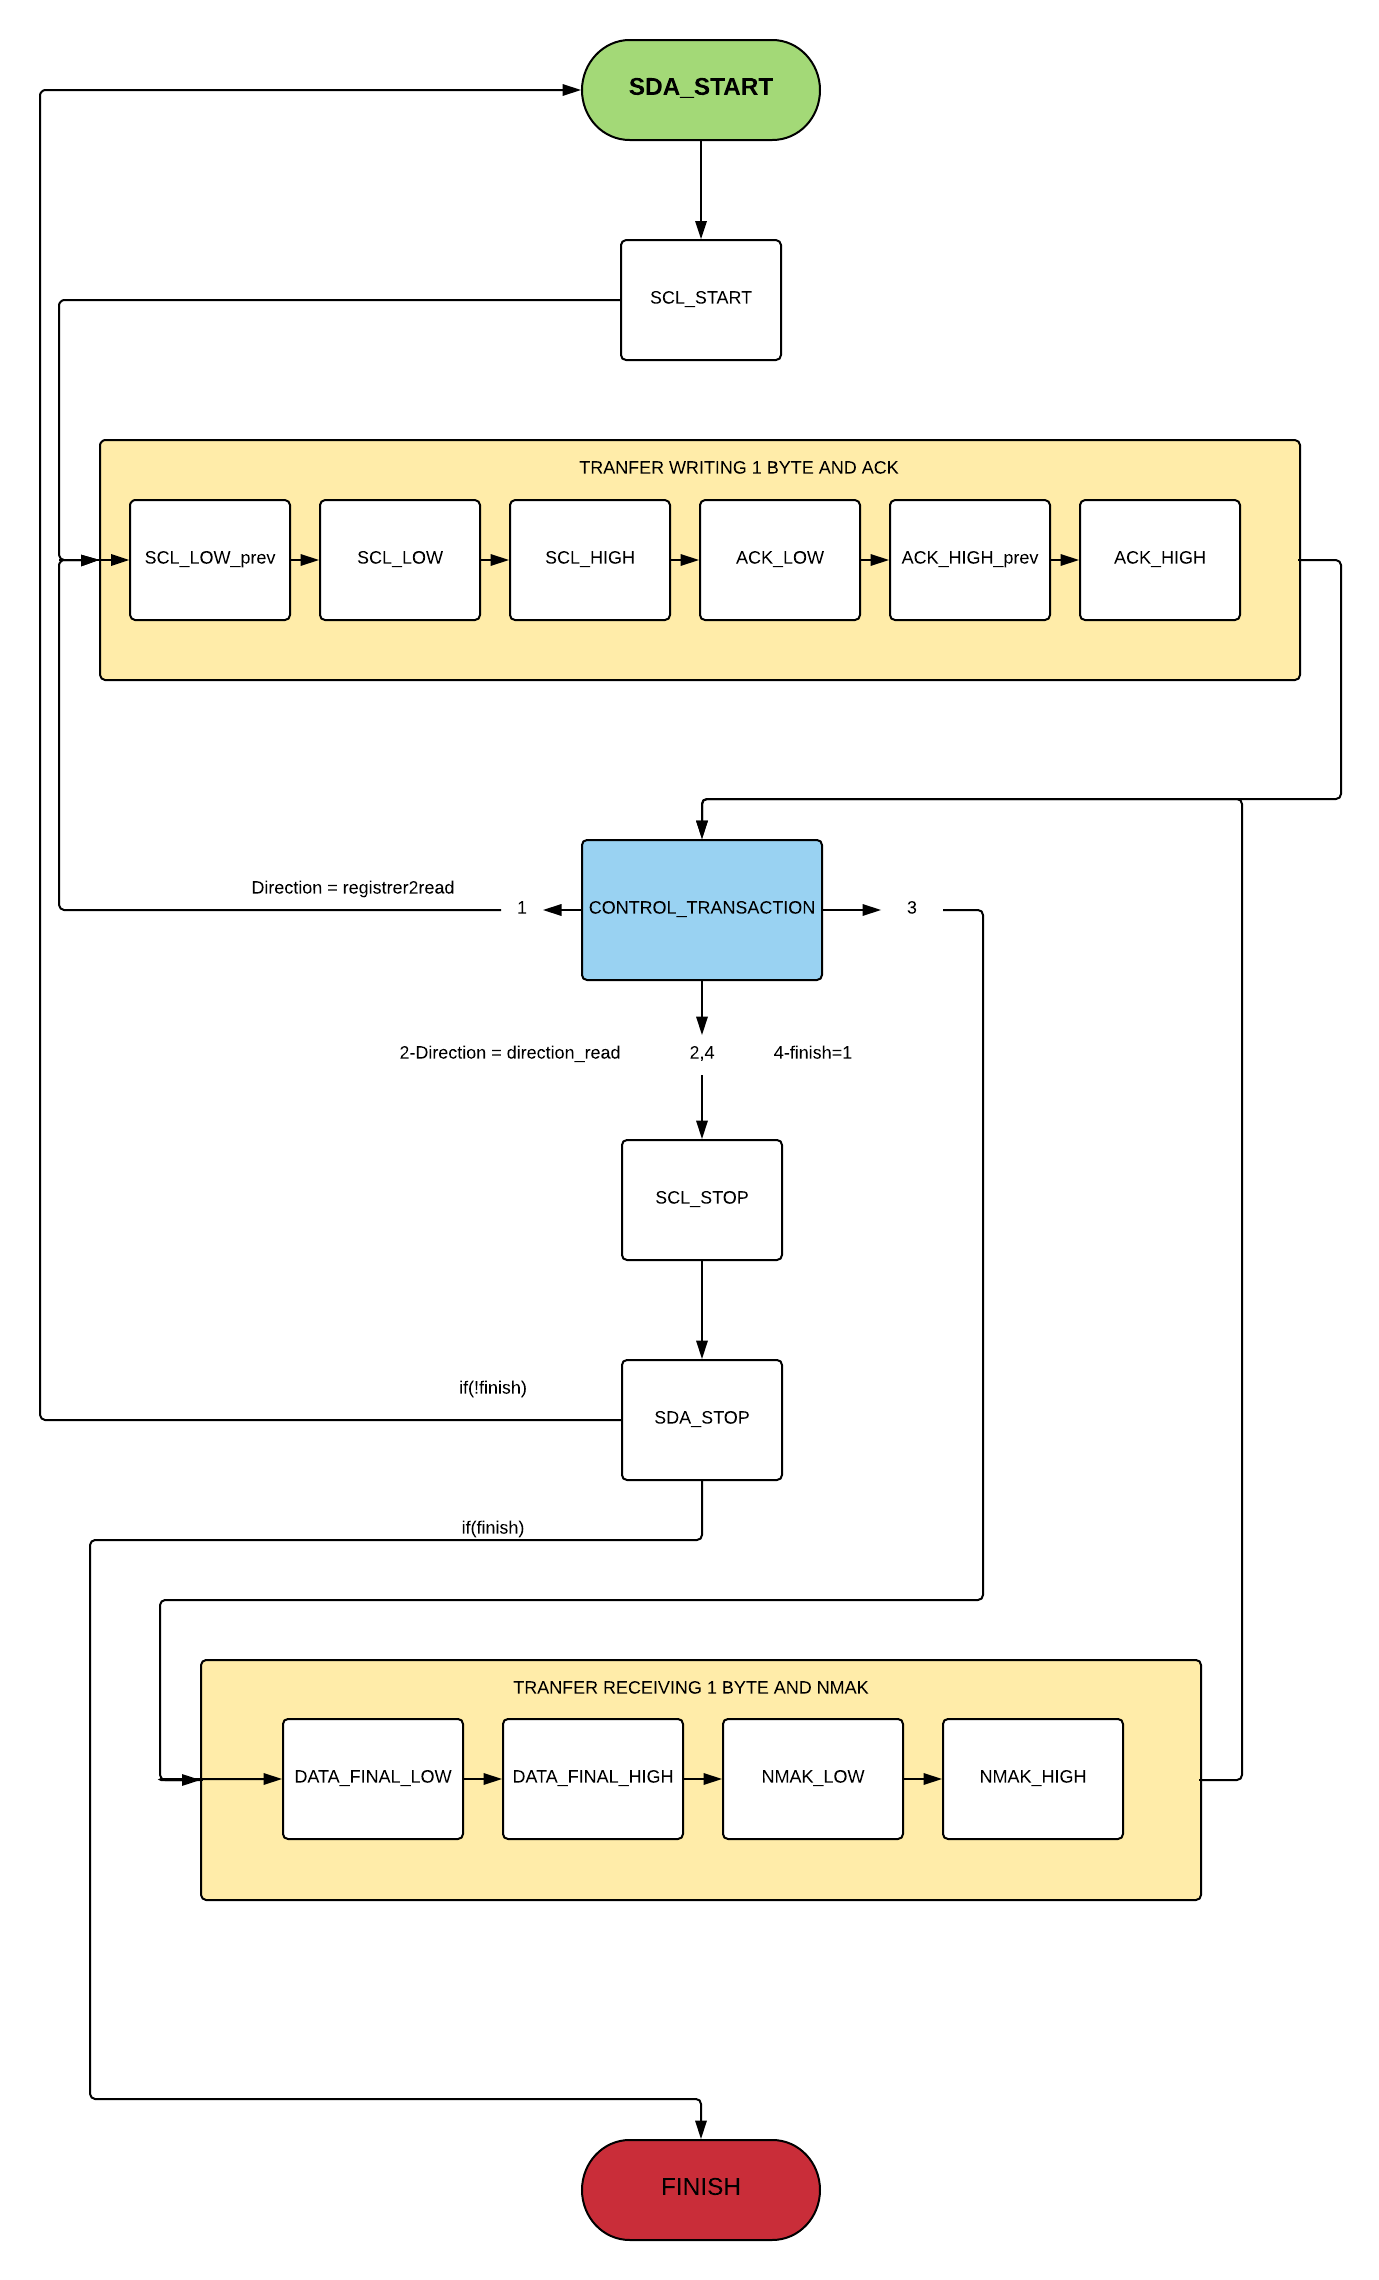 SDA_START
SCL_START
TRANFER WRITING 1 BYTE AND ACK
SCL_LOW_prev
SCL_LOW
SCL_HIGH
ACK_LOW
ACK_HIGH_prev
ACK_HIGH
Direction = registrer2read
1
CONTROL_TRANSACTION
3
2-Direction = direction_read
2,4
4-finish=1
SCL_STOP
if(!finish)
SDA_STOP
if(finish)
TRANFER RECEIVING 1 BYTE AND NMAK
DATA_FINAL_LOW
DATA_FINAL_HIGH
NMAK_LOW
NMAK_HIGH
FINISH